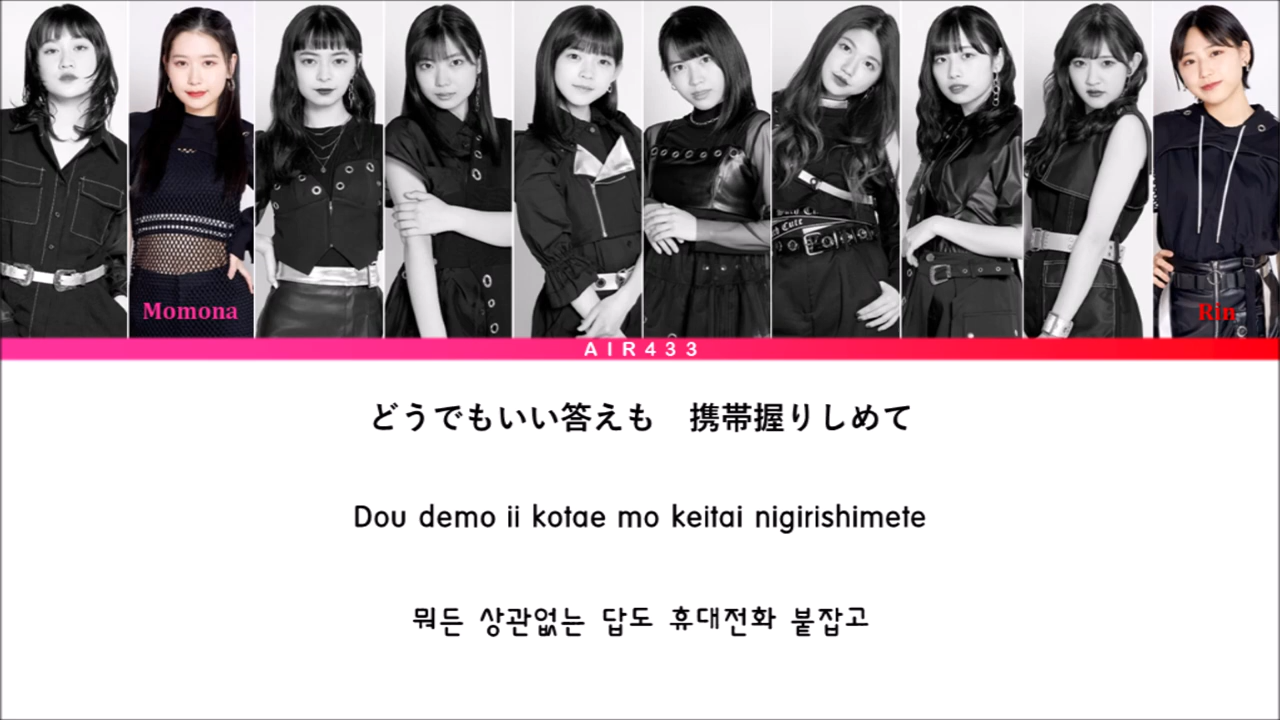 Momona
Rin
AIR433
どうでもいい答えも　携帯握りしめて
Dou demo ii kotae mo keitai nigirishimete
뭐든 상관없는 답도 휴대전화 붙잡고